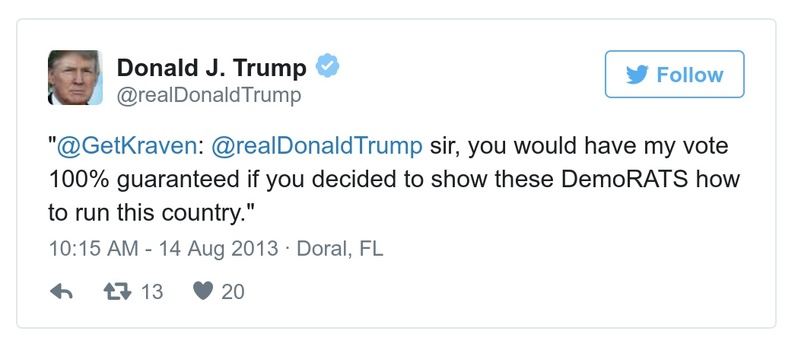 Donald J. Trump
@realDonaldTrump
Follow
"@GetKraven: @realDonaldTrump sir, you would have my vote
100% guaranteed if you decided to show these DemoRATS how
to run this country."
10:15 AM - 14 Aug 2013 · Doral, FL
13 20